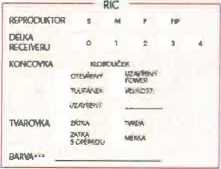 RIC
REPRODUKTOR S M P HP
DÉLKA
RECEIVERU 0 1 2 3 4
KONCOVKA KLOBOUČEK
OTEVŘENÝ UZAVŘENÝ
POWER
TULIPÁNEK VELIKOST:
UZAVŘENÝ
TVAROVKA ZÁTKA TVRDÁ
ZÁTKA MĚKKÁ
S OPĚRKOU
BARVA***